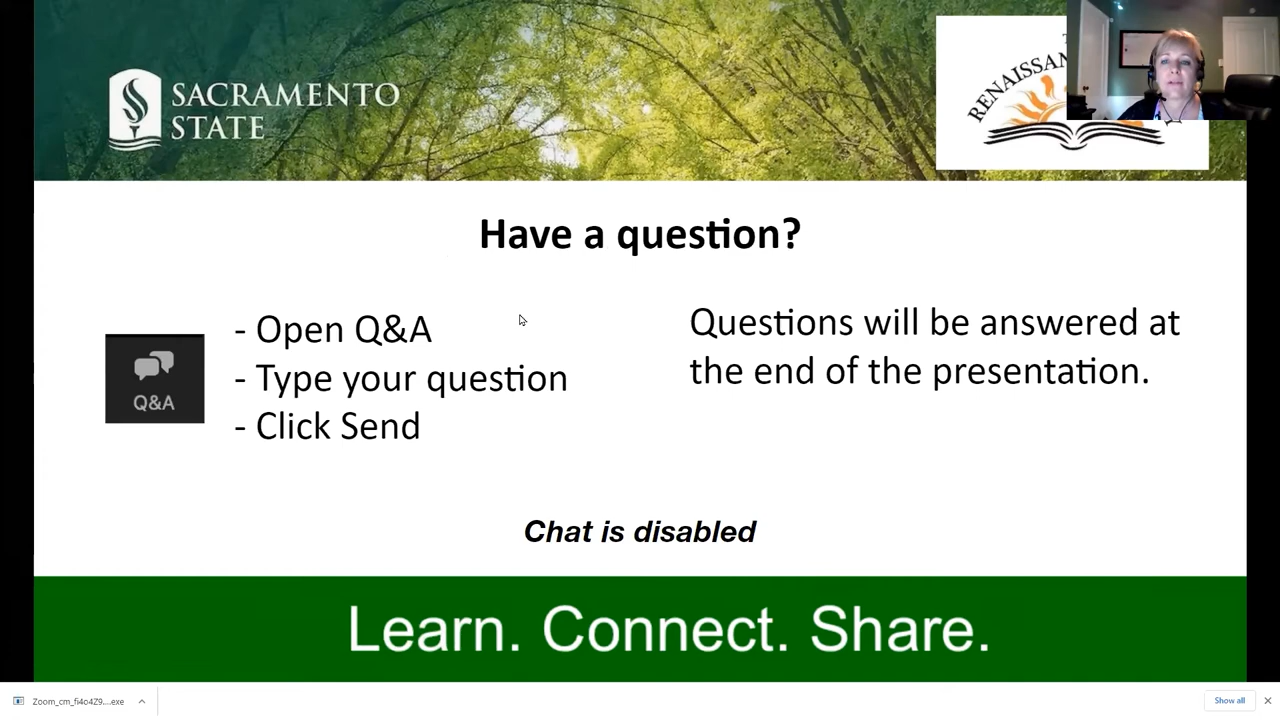 SACRAMENTO
STATE
RENAISSAN
Have a question?
- Open Q&A
- Type your question
- Click Send
Q&A
Questions will be answered at
the end of the presentation.
Chat is disabled
Learn. Connect. Share.
Zoom_cm_fi4o4Z9....exe
Show all